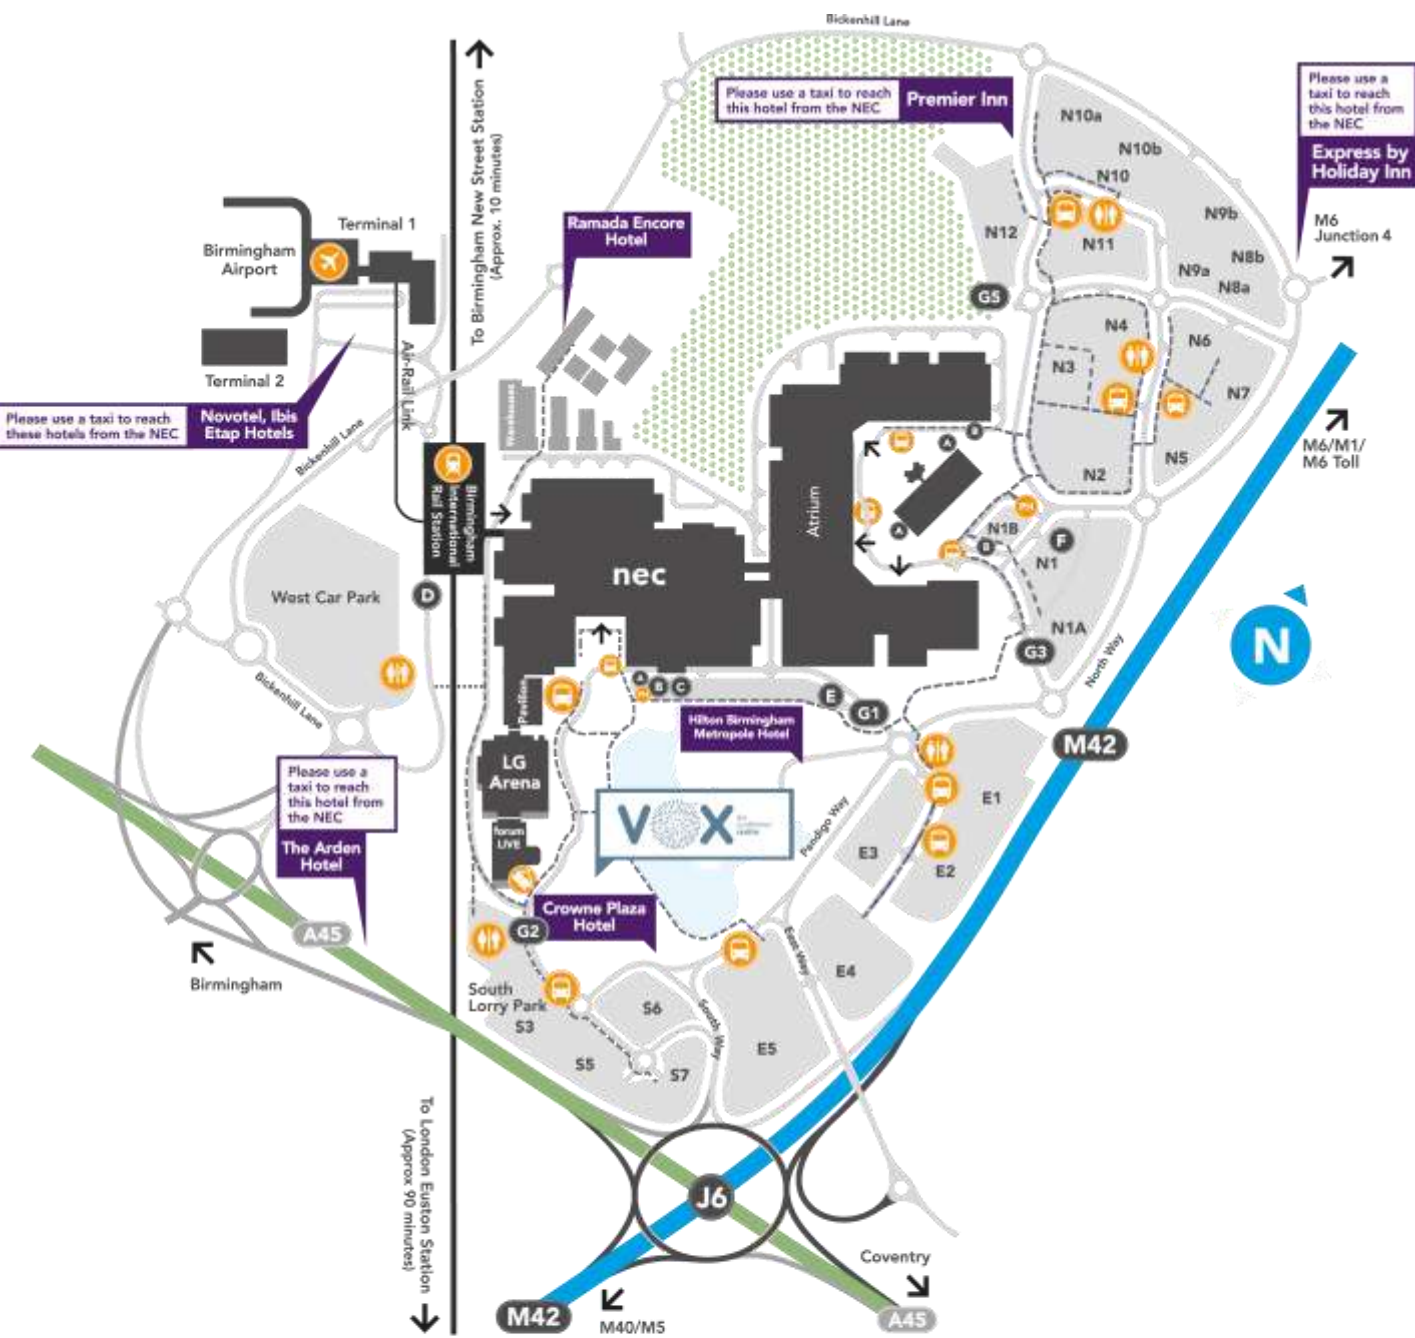 Bickenhill Lane
To Birmingham New Street Station
(Approx. 10 minutes)
Please use a taxi to reach
this hotel from the NEC
Premier Inn
Please use a
taxi to reach
this hotel from
the NEC
Express by
Holiday Inn
M6
Junction 4
N10a
N10b
N10
N9b
N11
N12
N8b
N9a
N8a
G5
Ramada Encore
Hotel
Terminal 1
Birmingham
Airport
Terminal 2
Air-Rail Link
N4
N6
N3
N7
N2
N5
M6/M1/
M6 Toll
Please use a taxi to reach
these hotels from the NEC
Novotel, Ibis
Etap Hotels
Bickenhill Lane
Warehouses
Birmingham
International
Rail Station
Atrium
A
B
A
B
PH
N1B
F
N1
N1A
G3
North Way
nec
West Car Park
D
Bickenhill Lane
N
M42
Pavilion
A
B
C
PH
E
G1
Hilton Birmingham
Metropole Hotel
LG
Arena
forum
LIVE
VOX
centre
Pendigo Way
E1
E3
E2
Please use a
taxi to reach
this hotel from
the NEC
The Arden
Hotel
A45
Birmingham
Crowne Plaza
Hotel
G2
South
Lorry Park
East Way
E4
S6
S3
South Way
E5
S5
S7
To London Euston Station
(Approx 90 minutes)
J6
Coventry
M42
M40/M5
A45